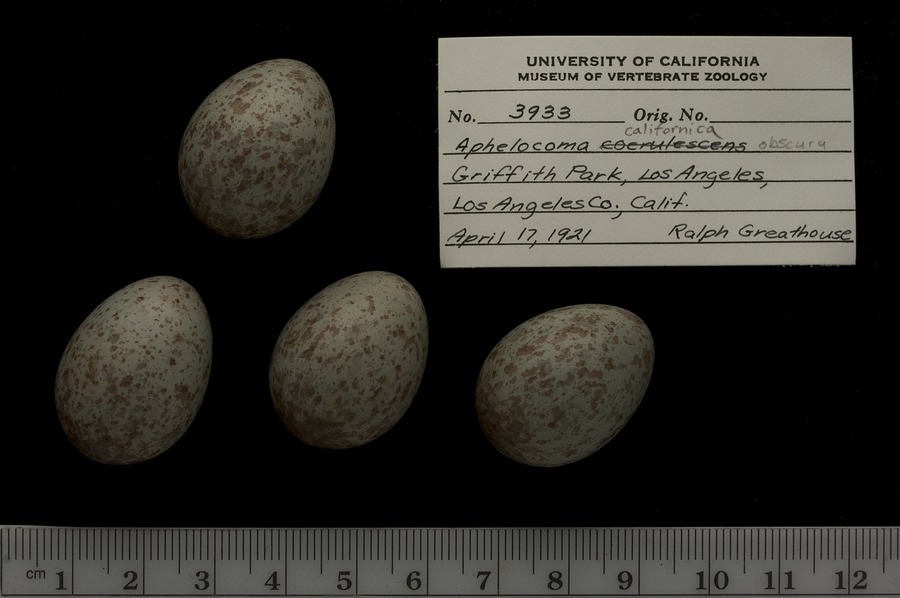 UNIVERSITY OF CALIFORNIA
MUSEUM OF VERTEBRATE ZOOLOGY
No. 3933 Orig. No.
californica
Aphelocoma coerulescens obscura
Griffith Park, Los Angeles,
Los Angeles Co., Calif.
April 17, 1921 Ralph Greathouse
cm 1 2 3 4 5 6 7 8 9 10 11 12